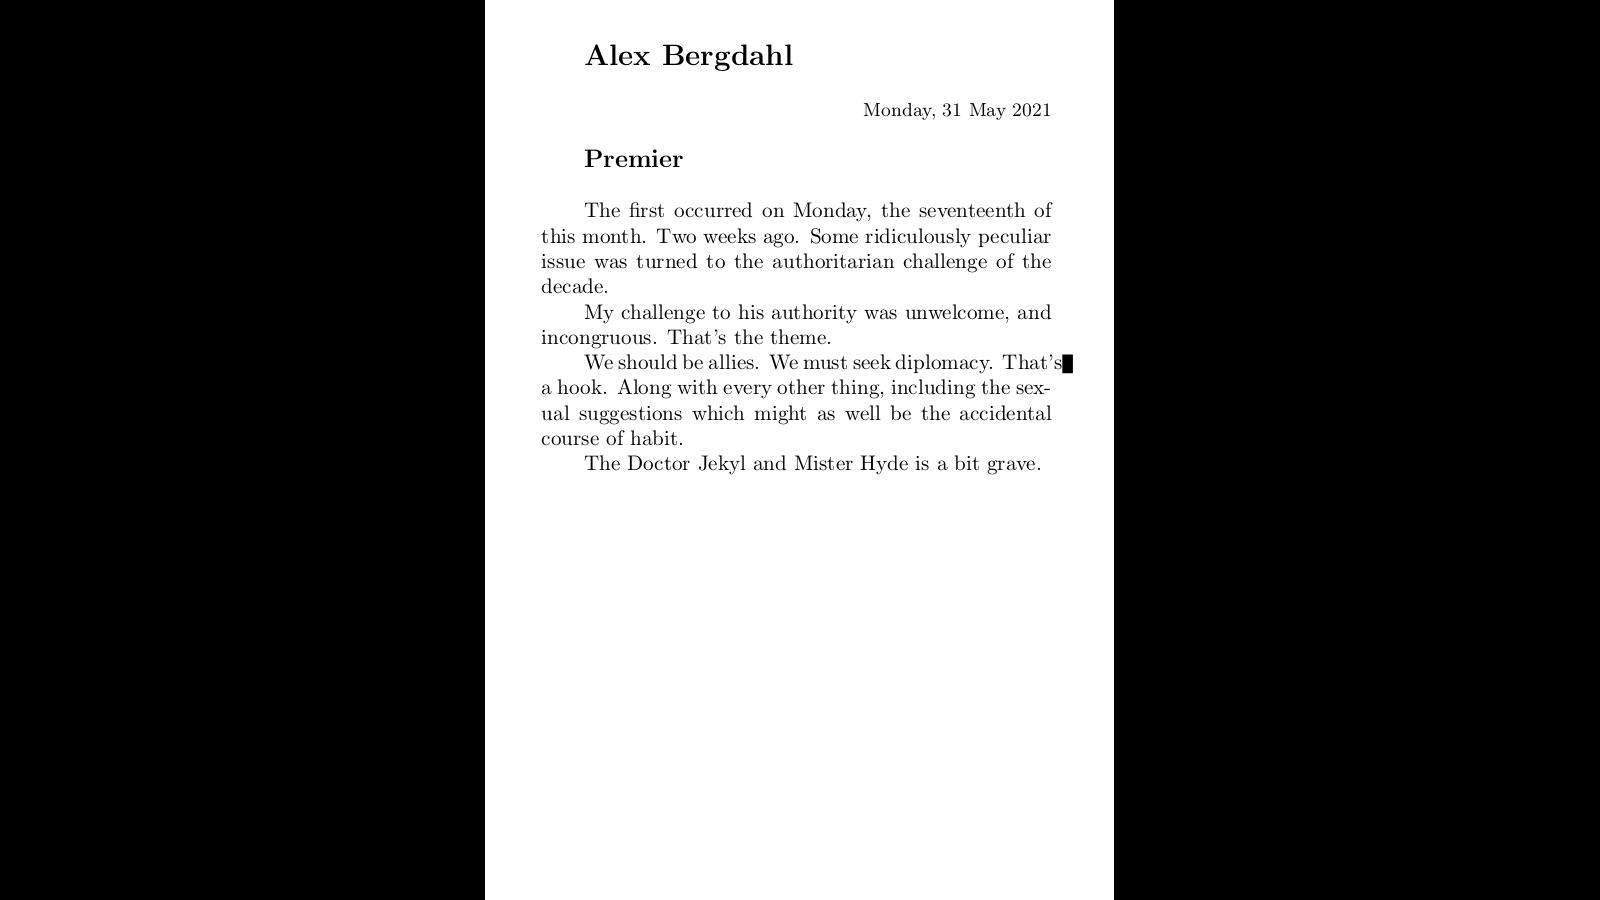 Alex Bergdahl
Monday, 31 May 2021
Premier
The first occurred on Monday, the seventeenth of
this month. Two weeks ago. Some ridiculously peculiar
issue was turned to the authoritarian challenge of the
decade.
My challenge to his authority was unwelcome, and
incongruous. That's the theme.
We should be allies. We must seek diplomacy. That's
a hook. Along with every other thing, including the sex-
ual suggestions which might as well be the accidental
course of habit.
The Doctor Jekyl and Mister Hyde is a bit grave.